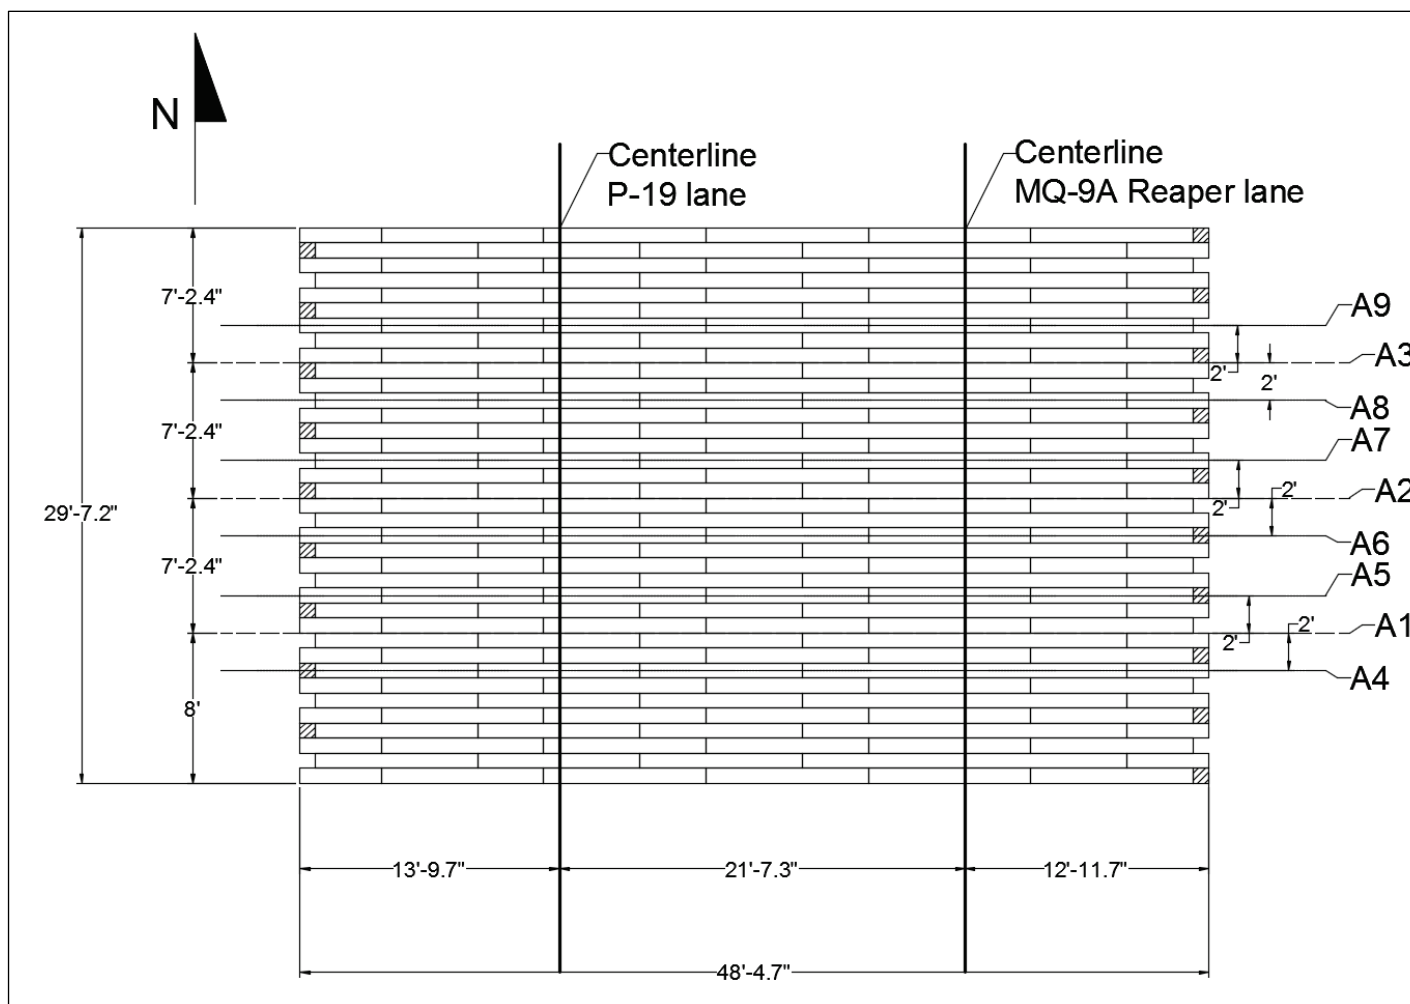 N
Centerline
P-19 lane
Centerline
MQ-9A Reaper lane
7'-2.4"
A9
A3
2'
2'
A8
7'-2.4"
A7
2'
A2
29'-7.2"
2'
A6
7'-2.4"
A5
2'
A1
2'
A4
8'
13'-9.7"
21'-7.3"
12'-11.7"
48'-4.7"